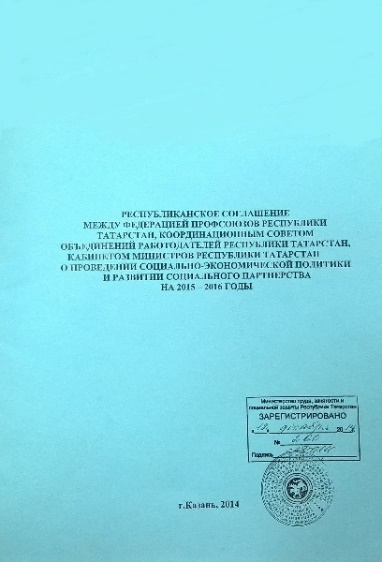 РЕСПУБЛИКАНСКОЕ СОГЛАШЕНИЕ
МЕЖДУ ФЕДЕРАЦИЕЙ ПРОФСОЮЗОВ РЕСПУБЛИКИ
ТАТАРСТАН, КООРДИНАЦИОННЫМ СОВЕТОМ
ОБЪЕДИНЕНИЙ РАБОТОДАТЕЛЕЙ РЕСПУБЛИКИ ТАТАРСТАН,
КАБИНЕТОМ МИНИСТРОВ РЕСПУБЛИКИ ТАТАРСТАН
О ПРОВЕДЕНИИ СОЦИАЛЬНО-ЭКОНОМИЧЕСКОЙ ПОЛИТИКИ
И РАЗВИТИИ СОЦИАЛЬНОГО ПАРТНЕРСТВА
НА 2015 – 2016 ГОДЫ
Министерство труда, занятости и
социальной защиты Республики Татарстан
ЗАРЕГИСТРИРОВАНО
декабря 2014
№
Подпись
г.Казань, 2014